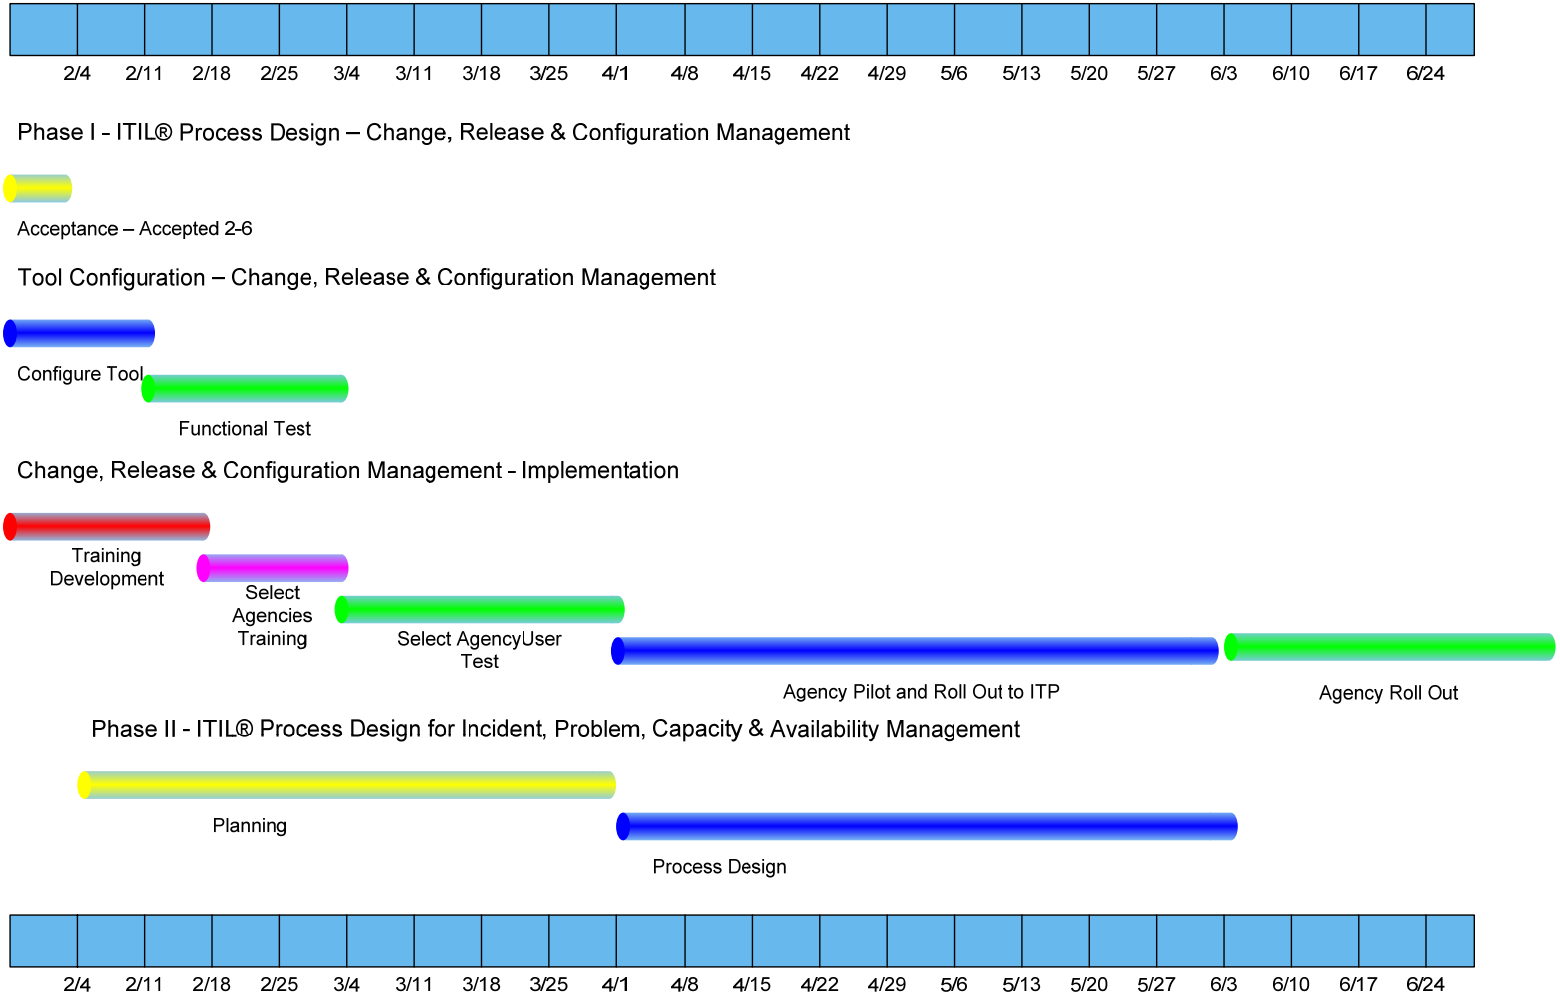 2/4 2/11 2/18 2/25 3/4 3/11 3/18 3/25 4/1 4/8 4/15 4/22 4/29 5/6 5/13 5/20 5/27 6/3 6/10 6/17 6/24
Phase I - ITIL® Process Design – Change, Release & Configuration Management
Acceptance – Accepted 2-6
Tool Configuration – Change, Release & Configuration Management
Configure Tool
Functional Test
Change, Release & Configuration Management - Implementation
Training
Development
Select
Agencies
Training
Select AgencyUser
Test
Agency Pilot and Roll Out to ITP
Agency Roll Out
Phase II - ITIL® Process Design for Incident, Problem, Capacity & Availability Management
Planning
Process Design
2/4 2/11 2/18 2/25 3/4 3/11 3/18 3/25 4/1 4/8 4/15 4/22 4/29 5/6 5/13 5/20 5/27 6/3 6/10 6/17 6/24